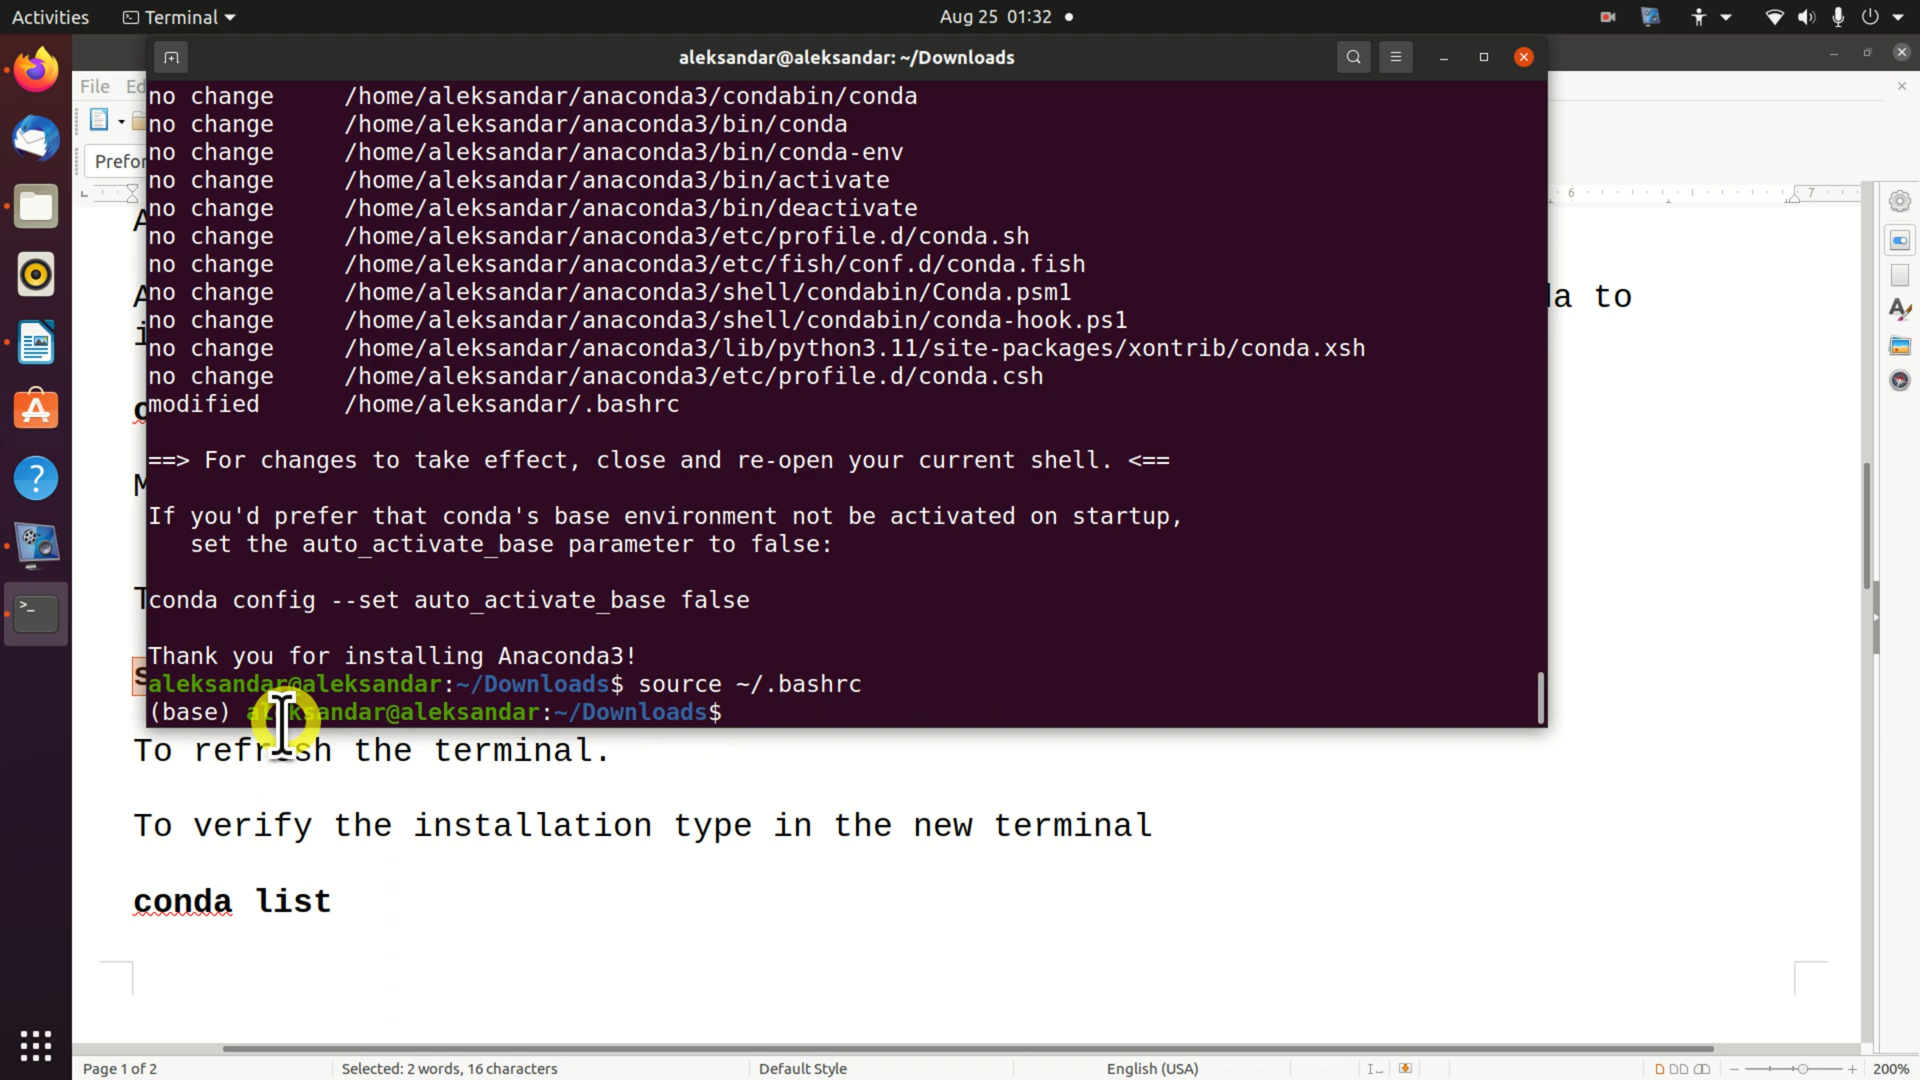 Activities
Terminal
Aug 25 01:32
aleksandar@aleksandar: ~/Downloads
File
no change /home/aleksandar/anaconda3/condabin/conda
no change /home/aleksandar/anaconda3/bin/conda
no change /home/aleksandar/anaconda3/bin/conda-env
no change /home/aleksandar/anaconda3/bin/activate
no change /home/aleksandar/anaconda3/bin/deactivate
no change /home/aleksandar/anaconda3/etc/profile.d/conda.sh
no change /home/aleksandar/anaconda3/etc/fish/conf.d/conda.fish
no change /home/aleksandar/anaconda3/shell/condabin/Conda.psm1
no change /home/aleksandar/anaconda3/shell/condabin/conda-hook.ps1
no change /home/aleksandar/anaconda3/lib/python3.11/site-packages/xontrib/conda.xsh
no change /home/aleksandar/anaconda3/etc/profile.d/conda.csh
modified /home/aleksandar/.bashrc
==> For changes to take effect, close and re-open your current shell. <==
If you'd prefer that conda's base environment not be activated on startup,
set the auto_activate_base parameter to false:
conda config --set auto_activate_base false
Thank you for installing Anaconda3!
aleksandar@aleksandar:~/Downloads$ source ~/.bashrc
(base) aleksandar@aleksandar:~/Downloads$
6 7
to
To refresh the terminal.
To verify the installation type in the new terminal
conda list
Page 1 of 2
Selected: 2 words, 16 characters
Default Style
English (USA)
200%